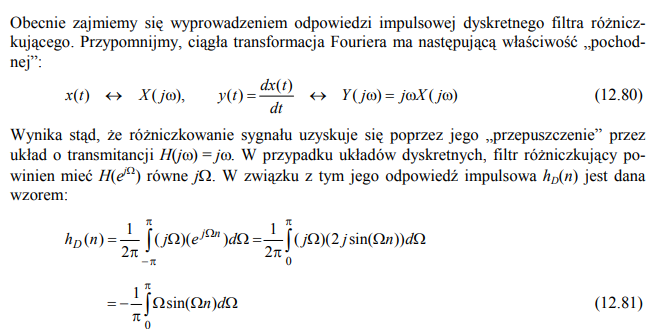 Obecnie zajmiemy się wyprowadzeniem odpowiedzi impulsowej dyskretnego filtra różnicz-
kującego. Przypomnijmy, ciągła transformacja Fouriera ma następującą właściwość „pochod-
nej”:
x(t) ↔ X(jω), y(t) = dx(t)/dt ↔ Y(jω) = jωX(jω) (12.80)
Wynika stąd, że różniczkowanie sygnału uzyskuje się poprzez jego „przepuszczenie” przez
układ o transmitancji H(jω) = jω. W przypadku układów dyskretnych, filtr różniczkujący po-
winien mieć H(e^{jΩ}) równe jΩ. W związku z tym jego odpowiedź impulsowa h_D(n) jest dana
wzorem:
h_D(n) = 1/2π ∫_{-π}^{π} (jΩ)(e^{jΩn})dΩ = 1/2π ∫_0^π (jΩ)(2j sin(Ωn))dΩ
= -1/π ∫_0^π Ω sin(Ωn)dΩ (12.81)